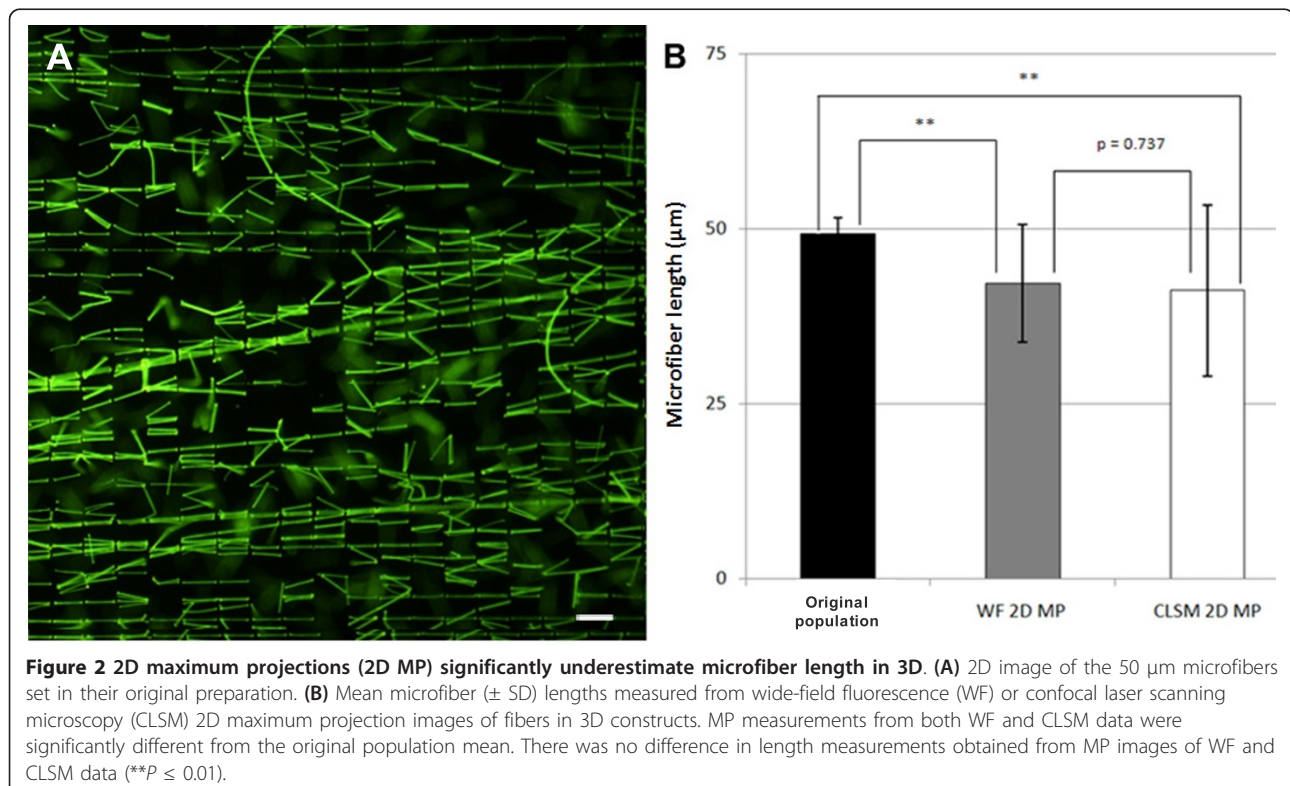 A
B
75
50
25
0
Microfiber length (µm)
**
**
p = 0.737
Original
population
WF 2D MP
CLSM 2D MP
Figure 2 2D maximum projections (2D MP) significantly underestimate microfiber length in 3D. (A) 2D image of the 50 µm microfibers
set in their original preparation. (B) Mean microfiber (± SD) lengths measured from wide-field fluorescence (WF) or confocal laser scanning
microscopy (CLSM) 2D maximum projection images of fibers in 3D constructs. MP measurements from both WF and CLSM data were
significantly different from the original population mean. There was no difference in length measurements obtained from MP images of WF and
CLSM data (**P ≤ 0.01).